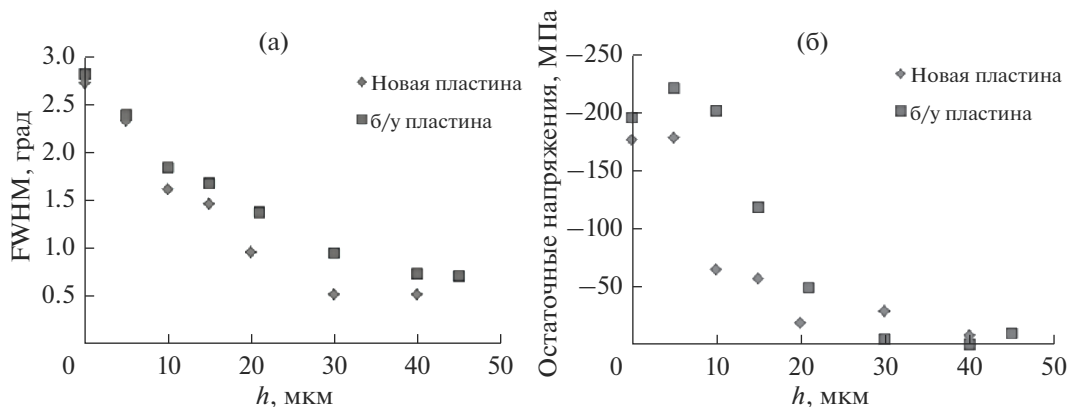 (а)
FWHM, град
3.0
2.5
2.0
1.5
1.0
0.5
0
10
20
30
40
50
h, мкм
Новая пластина
б/у пластина
(б)
Остаточные напряжения, МПа
−250
−200
−150
−100
−50
0
10
20
30
40
50
h, мкм
Новая пластина
б/у пластина